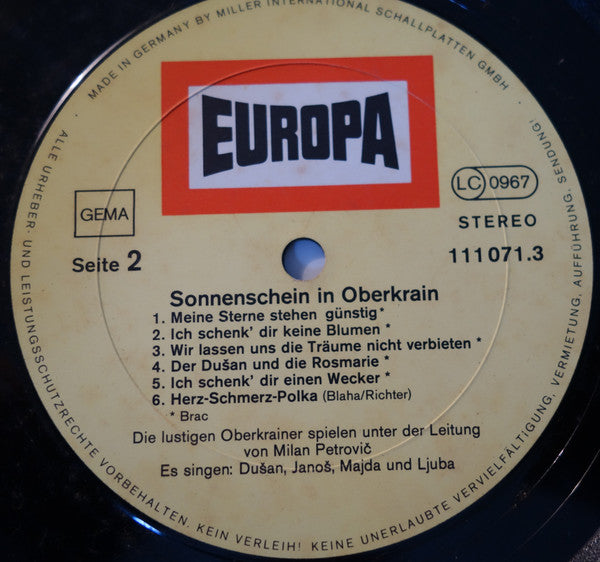 MADE IN GERMANY BY MILLER INTERNATIONAL SCHALLPLATTEN GMBH ·
ALLE URHEBER- UND LEISTUNGSSCHUTZRECHTE VORBEHALTEN. KEIN VERLEIH! KEINE UNERLAUBTE VERVIELFÄLTIGUNG, VERMIETUNG, AUFFÜHRUNG, SENDUNG!
EUROPA
GEMA
LC 0967
STEREO
Seite 2
111 071.3
Sonnenschein in Oberkrain
1. Meine Sterne stehen günstig*
2. Ich schenk' dir keine Blumen *
3. Wir lassen uns die Träume nicht verbieten *
4. Der Dušan und die Rosmarie *
5. Ich schenk' dir einen Wecker *
6. Herz-Schmerz-Polka (Blaha/Richter)
* Brac
Die lustigen Oberkrainer spielen unter der Leitung
von Milan Petrovič
Es singen: Dušan, Janoš, Majda und Ljuba